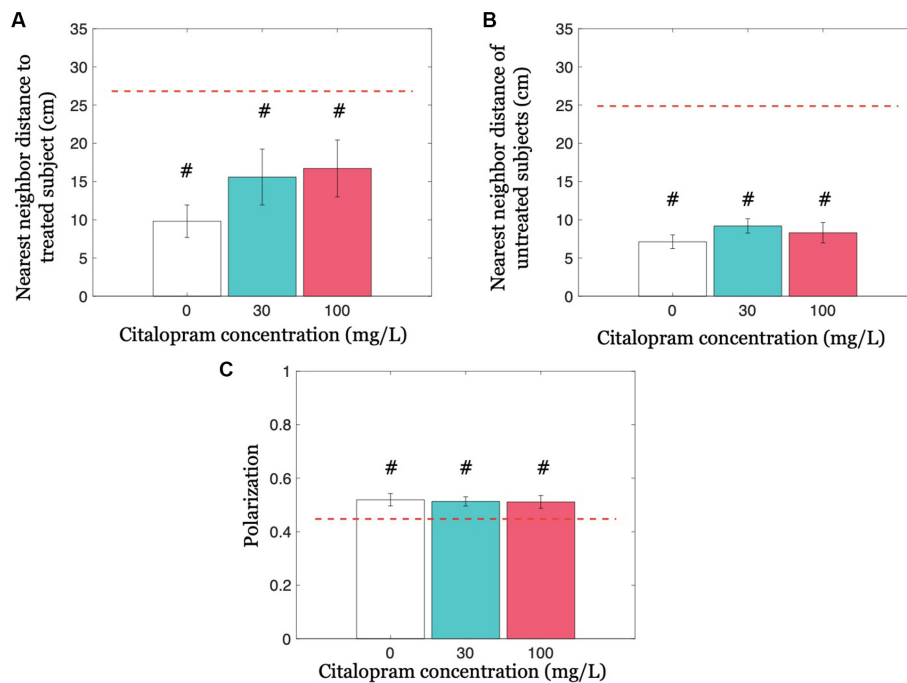 A
Nearest neighbor distance to
treated subject (cm)
35
30
25
20
15
10
5
0
#
#
#
0 30 100
Citalopram concentration (mg/L)
B
Nearest neighbor distance of
untreated subjects (cm)
35
30
25
20
15
10
5
0
# # #
0 30 100
Citalopram concentration (mg/L)
C
Polarization
1
0.8
0.6
0.4
0.2
0
# # #
0 30 100
Citalopram concentration (mg/L)